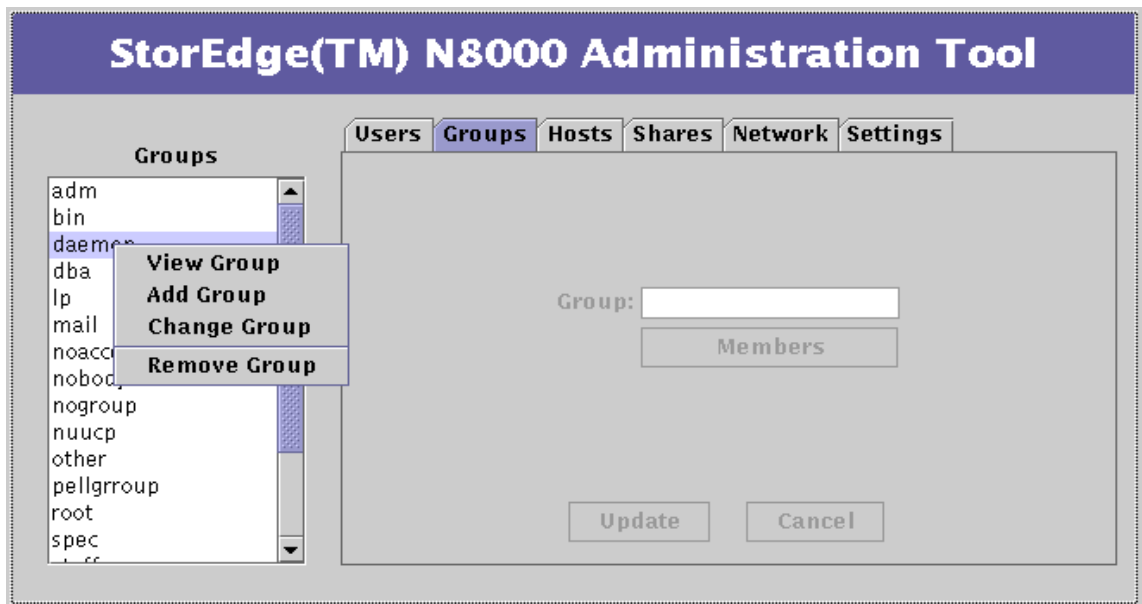 StorEdge(TM) N8000 Administration Tool
Users Groups Hosts Shares Network Settings
Groups
adm
bin
dba
lp
mail
nogroup
nuucp
other
pellgrroup
root
spec
View Group
Add Group
Change Group
Remove Group
Group:
Members
Update Cancel